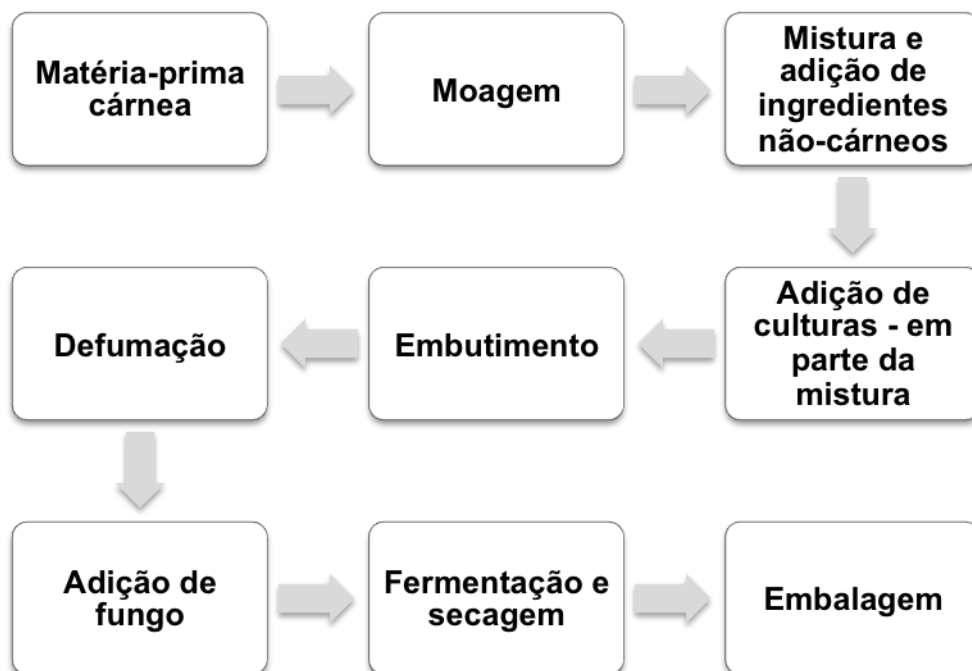 Matéria-prima
cárnea
Moagem
Mistura e
adição de
ingredientes
não-cárneos
Adição de
culturas - em
parte da
mistura
Embutimento
Defumação
Adição de
fungo
Fermentação e
secagem
Embalagem